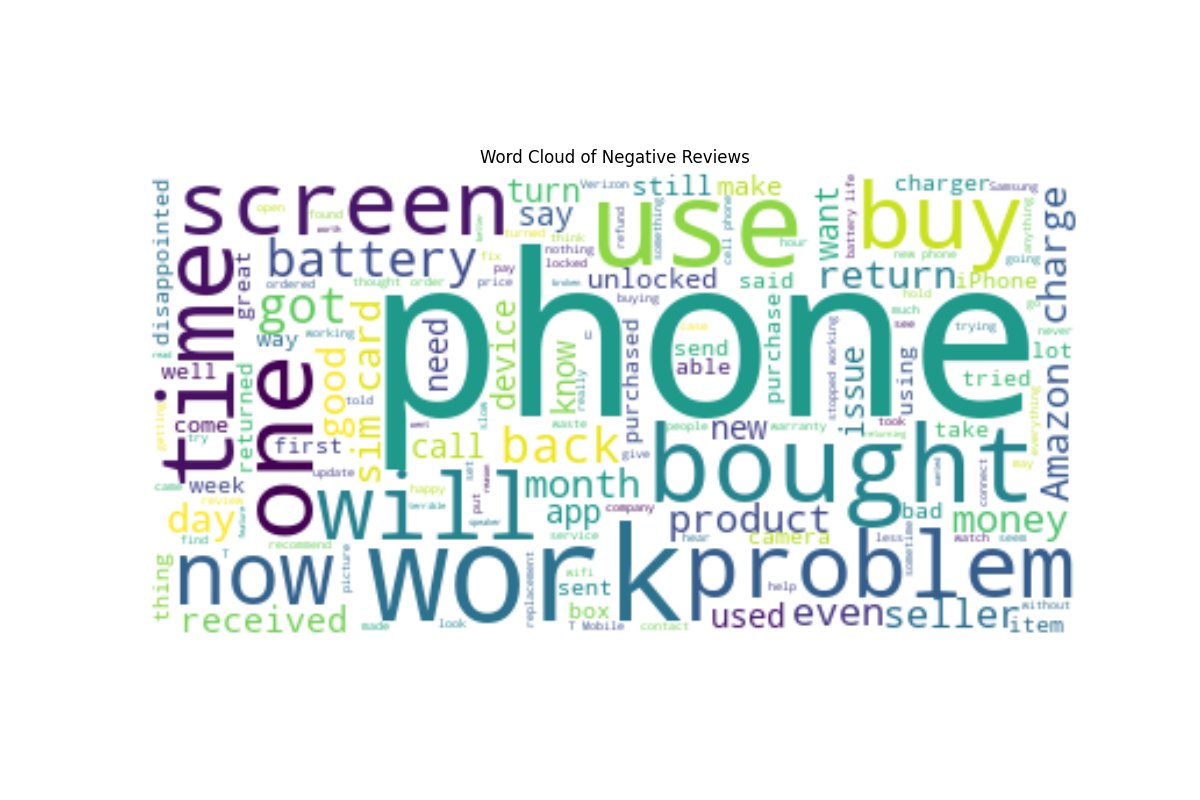 Word Cloud of Negative Reviews
phone
work
screen
time
one
use
buy
bought
problem
will
now
battery
got
back
good
sim card
call
month
app
product
money
day
received
used
even
seller
item
turn
say
Verizon
still
make
charger
Samsung
want
battery life
return
iPhone
charge
Amazon
unlocked
said
refund
something
cell phone
hour
new phone
going
anything
disappointed
great
open
found
worth
ordered
thought
order
turned
think
nothing
locked
fix
pay
price
broken
buying
way
working
well
come
try
getting
read
returned
told
need
device
know
really
slow
waste
purchased
case
send
able
u
purchase
stopped working
issue
using
hold
much
see
trying
go
never
lot
tried
take
took
returning
everything
may
first
week
came
review
update
happy
terrible
set
put
people
warranty
new
give
company
service
hear
camera
bad
less
sometime
connect
watch
seem
without
help
find
T
recommend
picture
thing
made
look
speaker
replacement
wifi
sent
box
T Mobile
contact